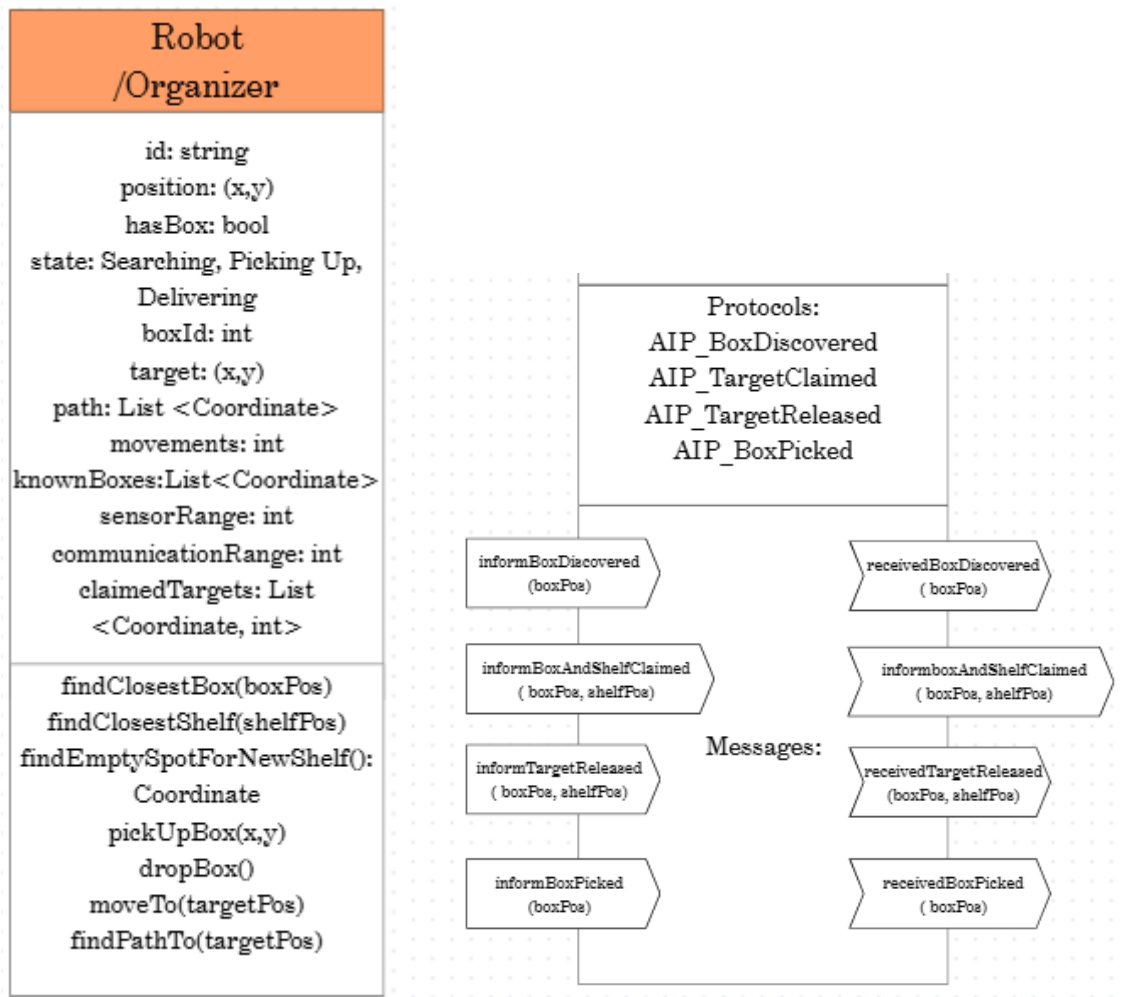 Robot
/Organizer
id: string
position: (x,y)
hasBox: bool
state: Searching, Picking Up,
Delivering
boxId: int
target: (x,y)
path: List <Coordinate>
movements: int
knownBoxes:List<Coordinate>
sensorRange: int
communicationRange: int
claimedTargets: List
<Coordinate, int>
findClosestBox(boxPos)
findClosestShelf(shelfPos)
findEmptySpotForNewShelf():
Coordinate
pickUpBox(x,y)
dropBox()
moveTo(targetPos)
findPathTo(targetPos)
Protocols:
AIP_BoxDiscovered
AIP_TargetClaimed
AIP_TargetReleased
AIP_BoxPicked
informBoxDiscovered
(boxPos)
receivedBoxDiscovered
( boxPos)
informBoxAndShelfClaimed
( boxPos, shelfPos)
informboxAndShelfClaimed
( boxPos, shelfPos)
Messages:
informTargetReleased
( boxPos, shelfPos)
receivedTargetReleased
(boxPos, shelfPos)
informBoxPicked
(boxPos)
receivedBoxPicked
( boxPos)